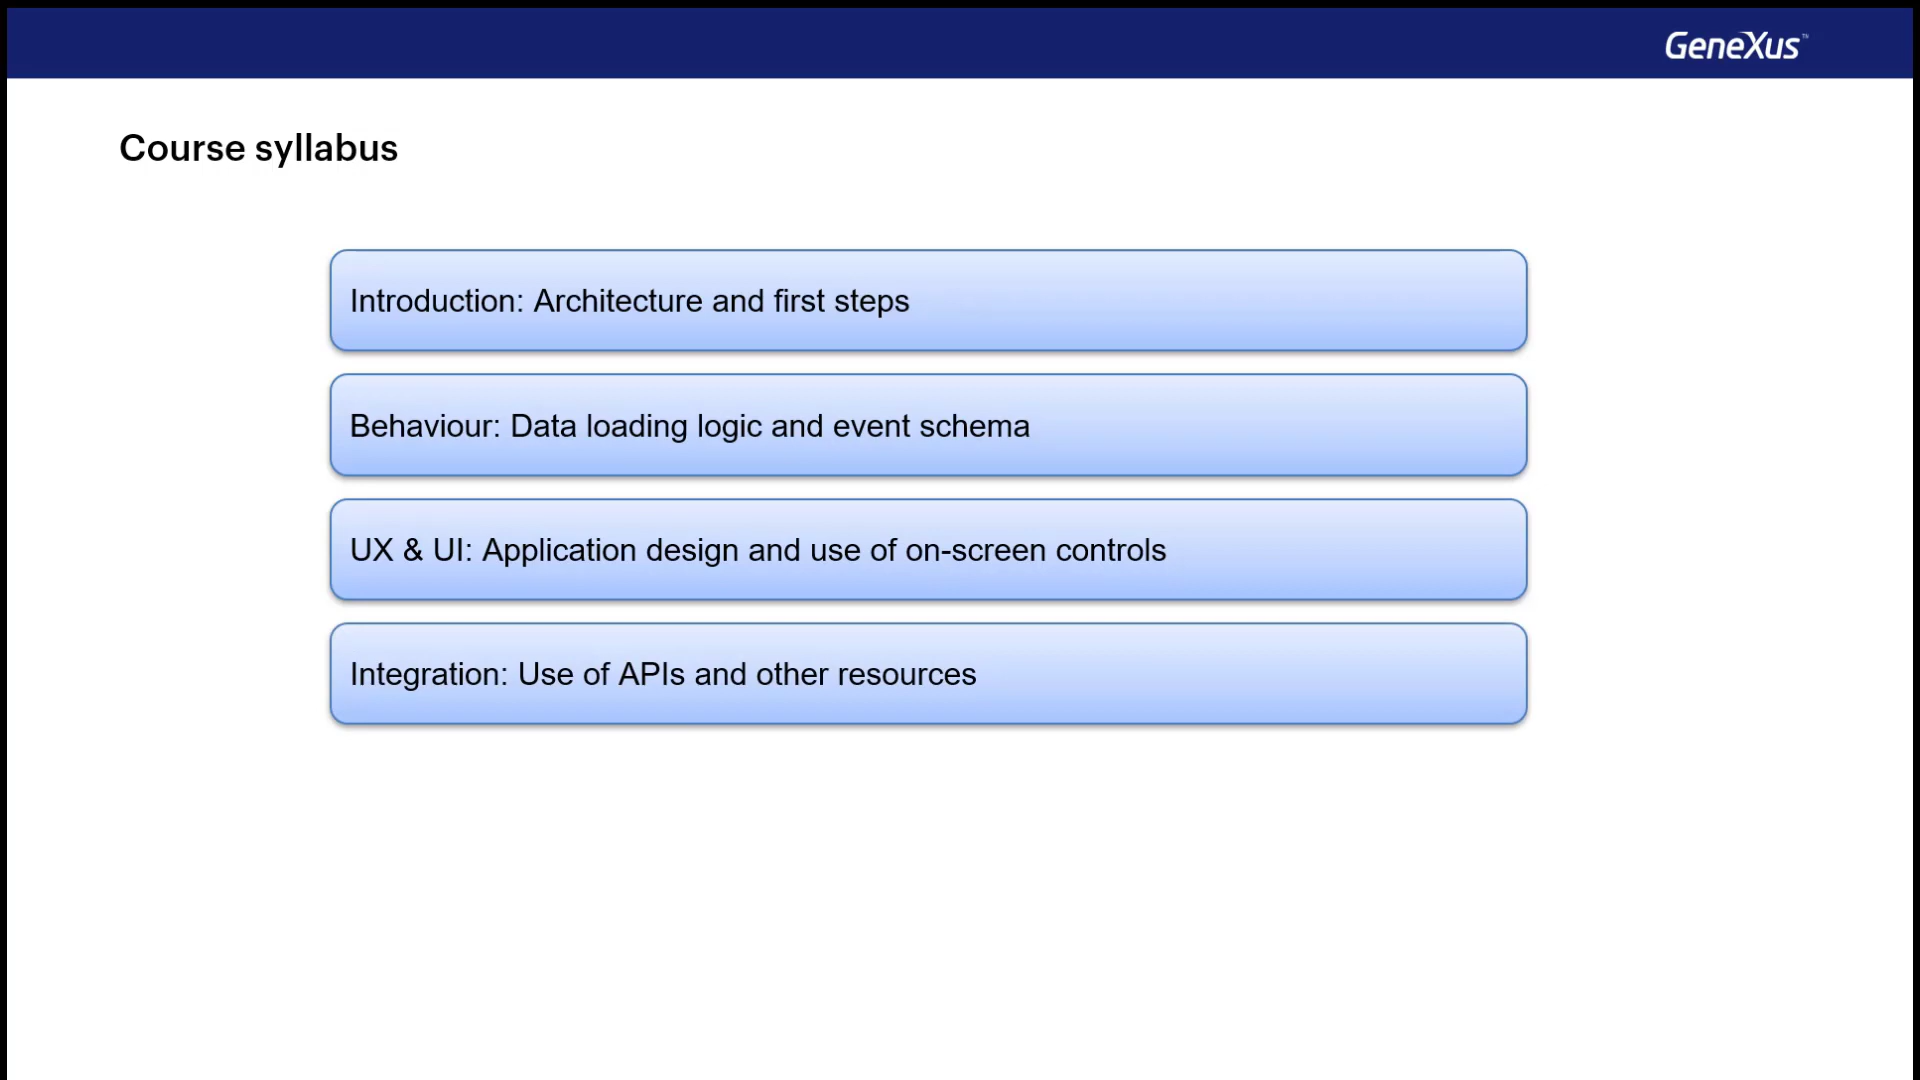 GeneXus™
Course syllabus
Introduction: Architecture and first steps
Behaviour: Data loading logic and event schema
UX & UI: Application design and use of on-screen controls
Integration: Use of APIs and other resources